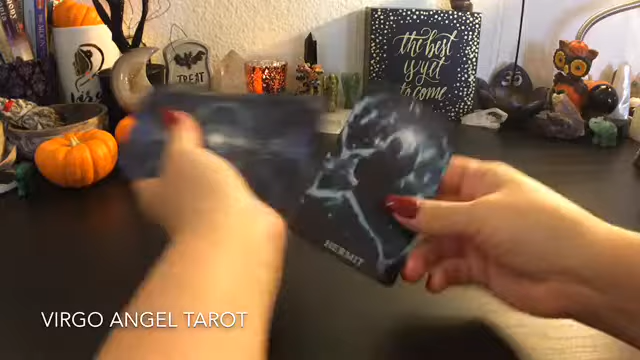 TREAT
the best
is yet
to come
HERMIT
VIRGO ANGEL TAROT